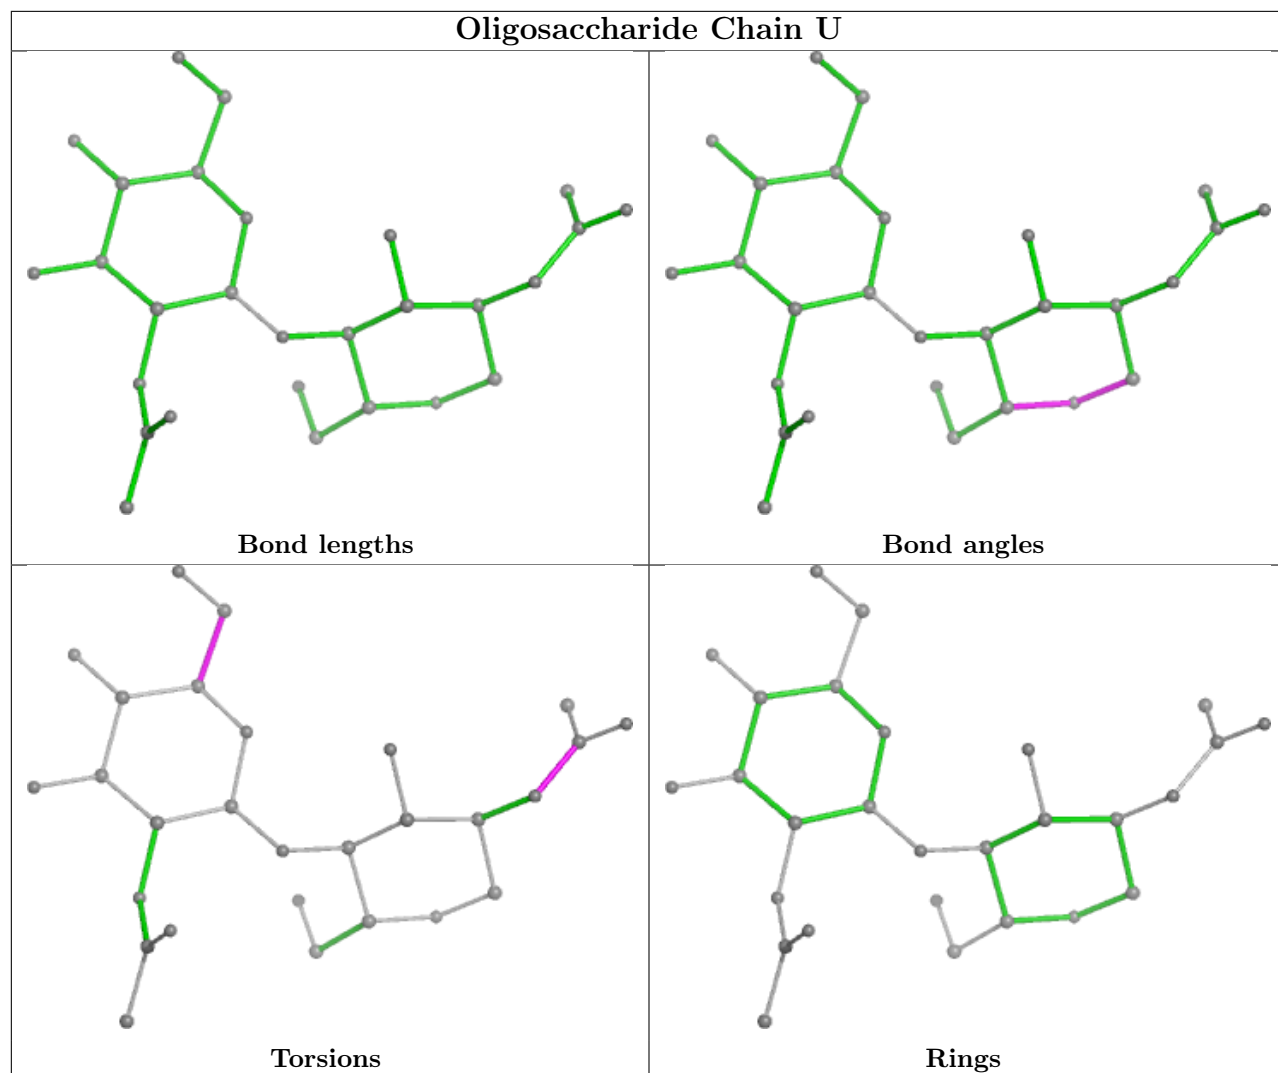 Oligosaccharide Chain U
Bond lengths
Bond angles
Torsions
Rings